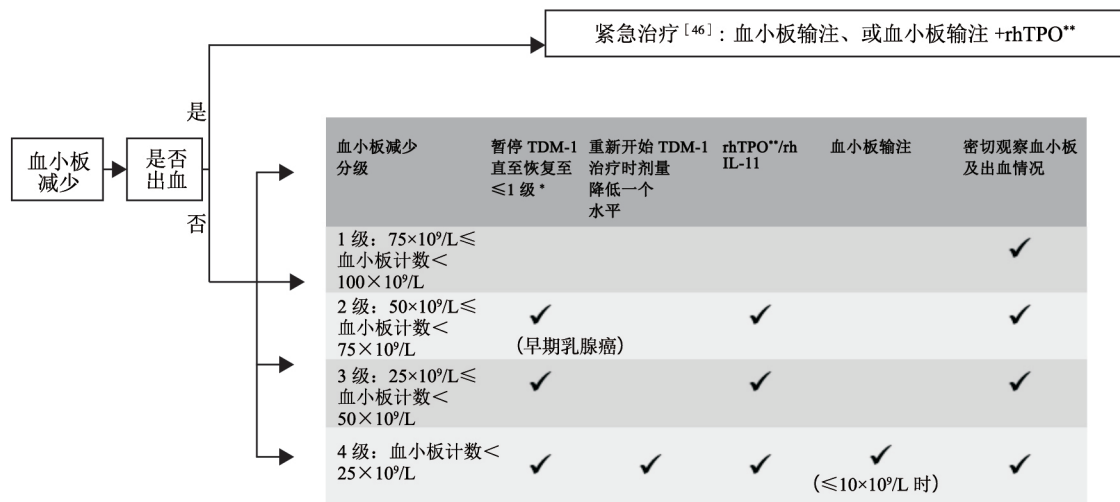 紧急治疗[46]：血小板输注、或血小板输注 +rhTPO**
是
血小板
减少
是否
出血
否
血小板减少
分级
暂停 TDM-1
直至恢复至
≤1 级 *
重新开始 TDM-1
治疗时剂量
降低一个
水平
rhTPO**/rh
IL-11
血小板输注
密切观察血小板
及出血情况
1 级：75×10⁹/L≤
血小板计数＜
100×10⁹/L
2 级：50×10⁹/L≤
血小板计数＜
75×10⁹/L
（早期乳腺癌）
3 级：25×10⁹/L≤
血小板计数＜
50×10⁹/L
4 级：血小板计数＜
25×10⁹/L
（≤10×10⁹/L 时）